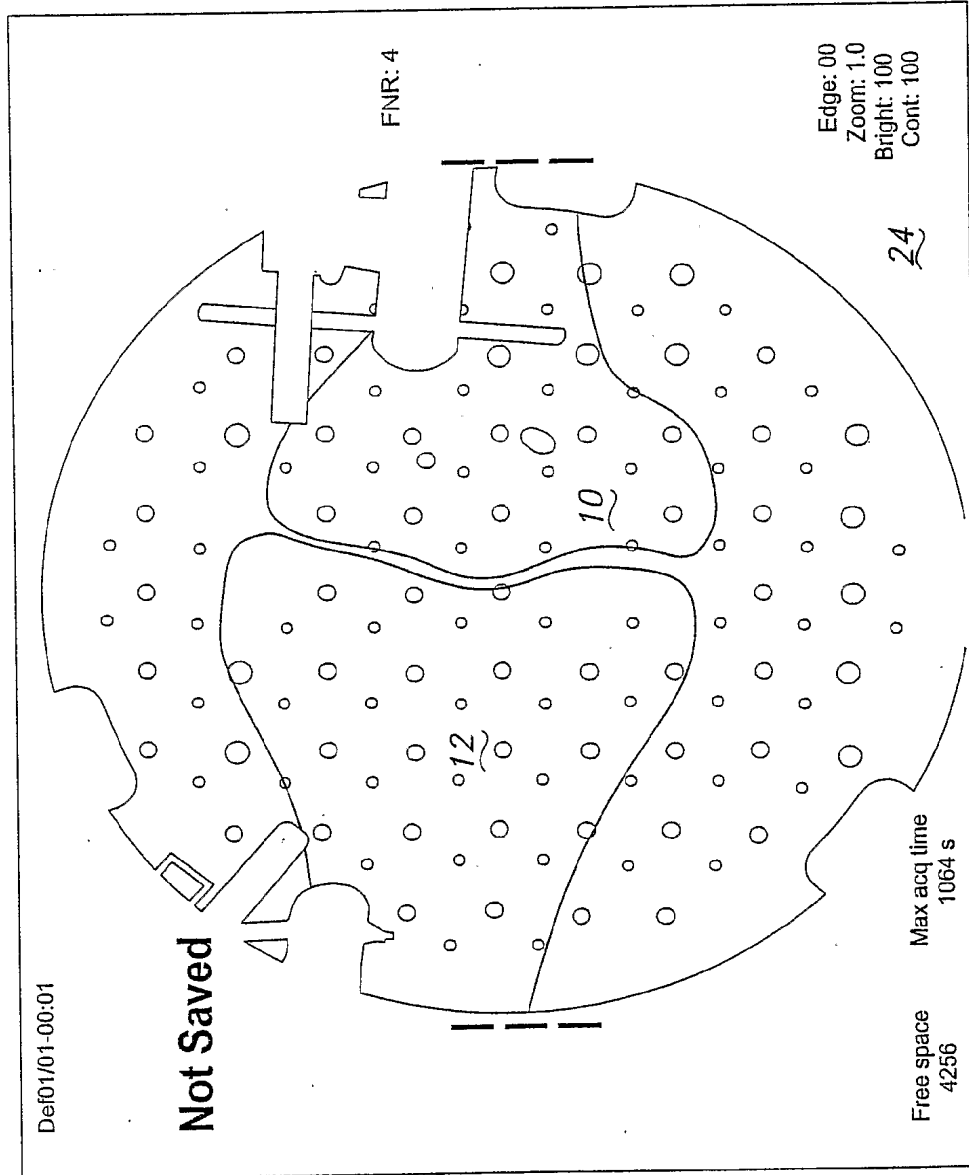 Def01/01-00:01
Not Saved
FNR: 4
12
10
24
Free space
4256
Max acq time
1064 s
Edge: 00
Zoom: 1.0
Bright: 100
Cont: 100